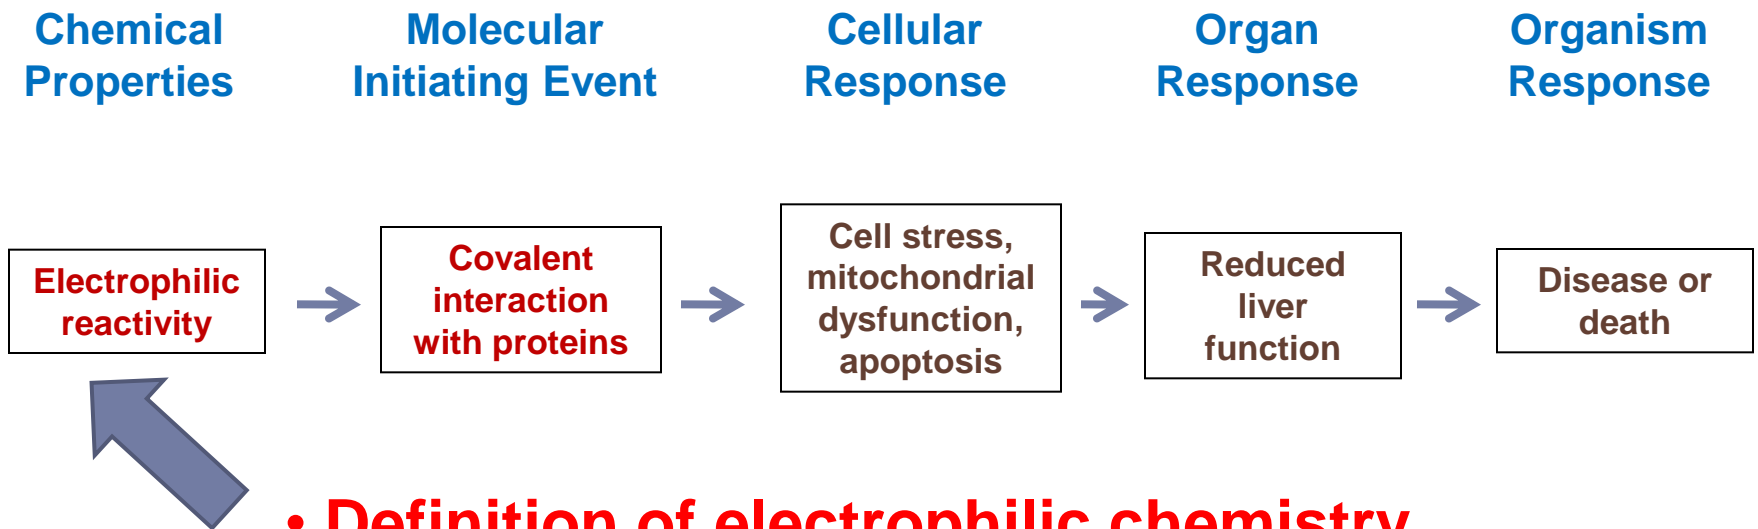 Chemical
Properties
Molecular
Initiating Event
Cellular
Response
Organ
Response
Organism
Response
Electrophilic
reactivity
Covalent
interaction
with proteins
Cell stress,
mitochondrial
dysfunction,
apoptosis
Reduced
liver
function
Disease or
death
• Definition of electrophilic chemistry